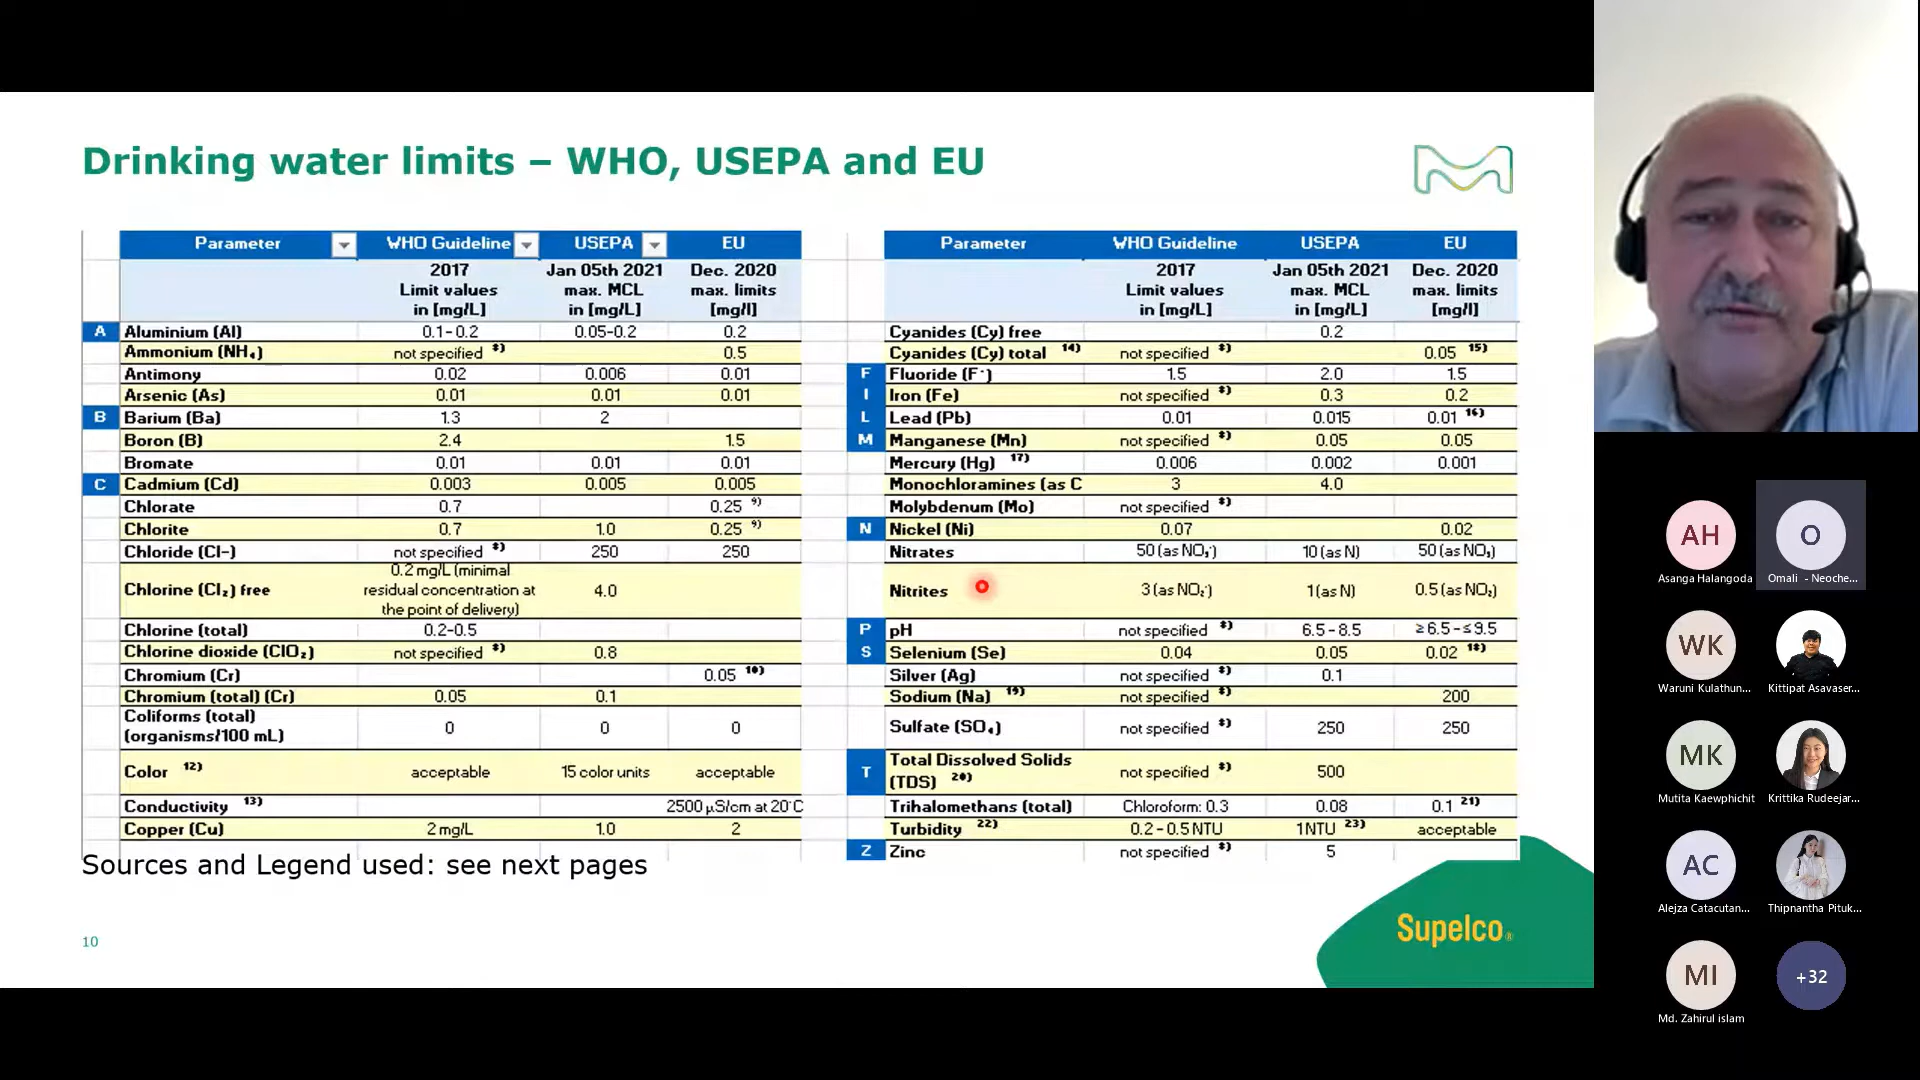 Drinking water limits – WHO, USEPA and EU
Parameter WHO Guideline USEPA EU
2017 Limit values in [mg/L] Jan 05th 2021 max. MCL in [mg/L] Dec. 2020 max. limits [mg/l]
A Aluminium (Al) 0.1-0.2 0.05-0.2 0.2
Ammonium (NH₄) not specified *) 0.5
Antimony 0.02 0.006 0.01
Arsenic (As) 0.01 0.01 0.01
B Barium (Ba) 1.3 2
Boron (B) 2.4 1.5
Bromate 0.01 0.01 0.01
C Cadmium (Cd) 0.003 0.005 0.005
Chlorate 0.7 0.25 9)
Chlorite 0.7 1.0 0.25 9)
Chloride (Cl-) not specified *) 250 250
Chlorine (Cl₂) free 0.2 mg/L (minimal residual concentration at the point of delivery) 4.0
Chlorine (total) 0.2-0.5
Chlorine dioxide (ClO₂) not specified *) 0.8
Chromium (Cr) 0.05 10)
Chromium (total) (Cr) 0.05 0.1
Coliforms (total) (organisms/100 mL) 0 0 0
Color 12) acceptable 15 color units acceptable
Conductivity 13) 2500 µS/cm at 20°C
Copper (Cu) 2 mg/L 1.0 2
Parameter WHO Guideline USEPA EU
2017 Limit values in [mg/L] Jan 05th 2021 max. MCL in [mg/L] Dec. 2020 max. limits [mg/l]
Cyanides (Cy) free 0.2
Cyanides (Cy) total 14) not specified *) 0.05 15)
F Fluoride (F-) 1.5 2.0 1.5
I Iron (Fe) not specified *) 0.3 0.2
L Lead (Pb) 0.01 0.015 0.01 16)
M Manganese (Mn) not specified *) 0.05 0.05
Mercury (Hg) 17) 0.006 0.002 0.001
Monochloramines (as C 3 4.0
Molybdenum (Mo) not specified *)
N Nickel (Ni) 0.07 0.02
Nitrates 50 (as NO₃-) 10 (as N) 50 (as NO₃)
Nitrites 3 (as NO₂-) 1 (as N) 0.5 (as NO₂)
P pH not specified *) 6.5 - 8.5 ≥6.5 - ≤9.5
S Selenium (Se) 0.04 0.05 0.02 18)
Silver (Ag) not specified *) 0.1
Sodium (Na) 19) not specified *) 200
Sulfate (SO₄) not specified *) 250 250
T Total Dissolved Solids (TDS) 20) not specified *) 500
Trihalomethans (total) Chloroform: 0.3 0.08 0.1 21)
Turbidity 22) 0.2 - 0.5 NTU 1 NTU 23) acceptable
Z Zinc not specified *) 5
Sources and Legend used: see next pages
10
Supelco®
AH
Asanga Halangoda
O
Omali - Neoche...
WK
Waruni Kulathun...
Kittipat Asavaser...
MK
Mutita Kaewphichit
Krittika Rudeejar...
AC
Alejza Catacutan...
Thipnantha Pituk...
MI
Md. Zahirul islam
+32